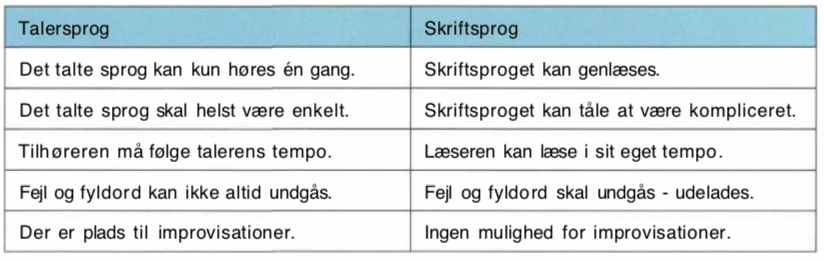 Talersprog Skriftsprog
Det talte sprog kan kun høres én gang. Skriftsproget kan genlæses.
Det talte sprog skal helst være enkelt. Skriftsproget kan tåle at være kompliceret.
Tilhøreren må følge talerens tempo. Læseren kan læse i sit eget tempo.
Fejl og fyldord kan ikke altid undgås. Fejl og fyldord skal undgås - udelades.
Der er plads til improvisationer. Ingen mulighed for improvisationer.